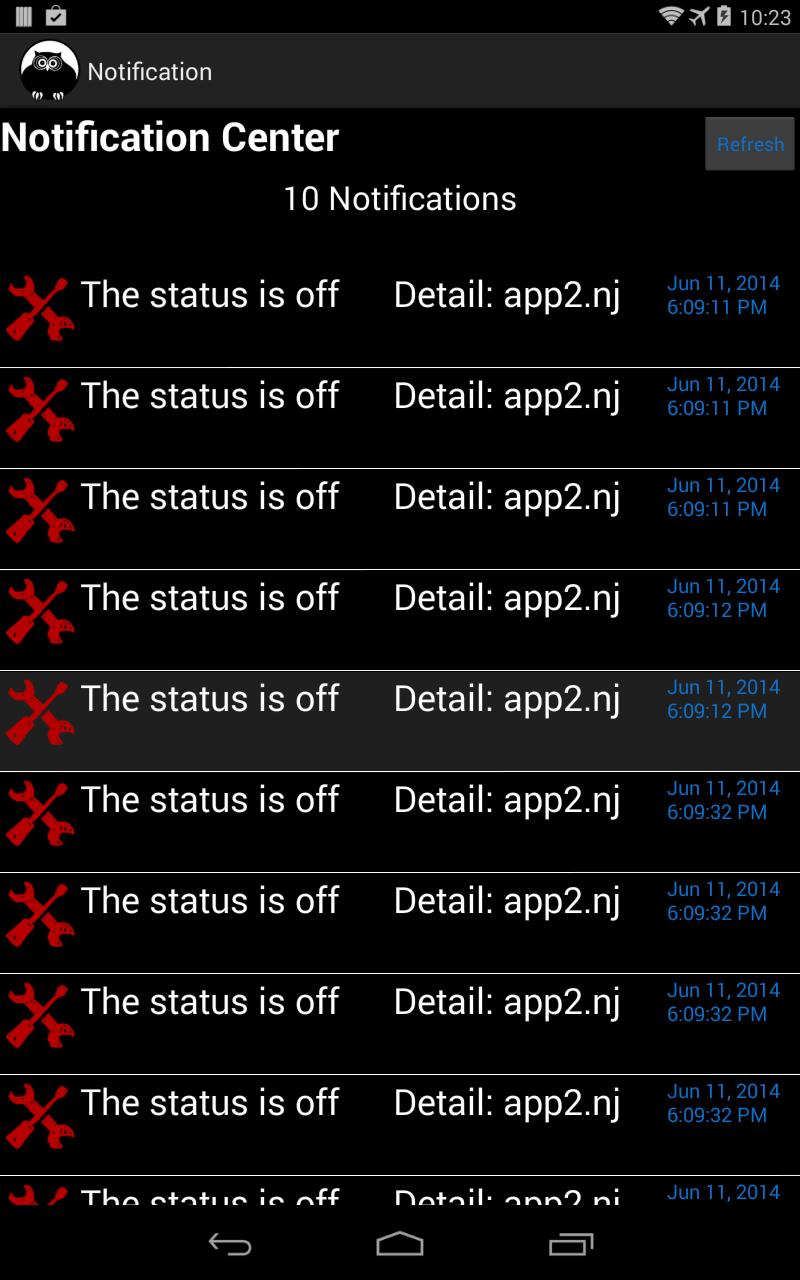 10:23
Notification
Notification Center
Refresh
10 Notifications
The status is off Detail: app2.nj Jun 11, 2014
6:09:11 PM
The status is off Detail: app2.nj Jun 11, 2014
6:09:11 PM
The status is off Detail: app2.nj Jun 11, 2014
6:09:11 PM
The status is off Detail: app2.nj Jun 11, 2014
6:09:12 PM
The status is off Detail: app2.nj Jun 11, 2014
6:09:12 PM
The status is off Detail: app2.nj Jun 11, 2014
6:09:32 PM
The status is off Detail: app2.nj Jun 11, 2014
6:09:32 PM
The status is off Detail: app2.nj Jun 11, 2014
6:09:32 PM
The status is off Detail: app2.nj Jun 11, 2014
6:09:32 PM
The status is off Detail: app2.nj Jun 11, 2014